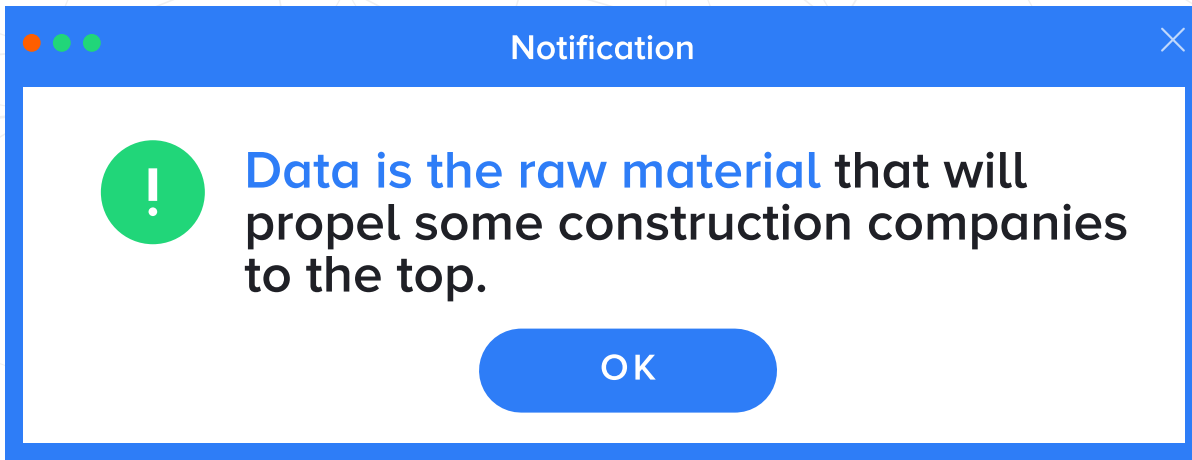 Notification
!
Data is the raw material that will
propel some construction companies
to the top.
OK